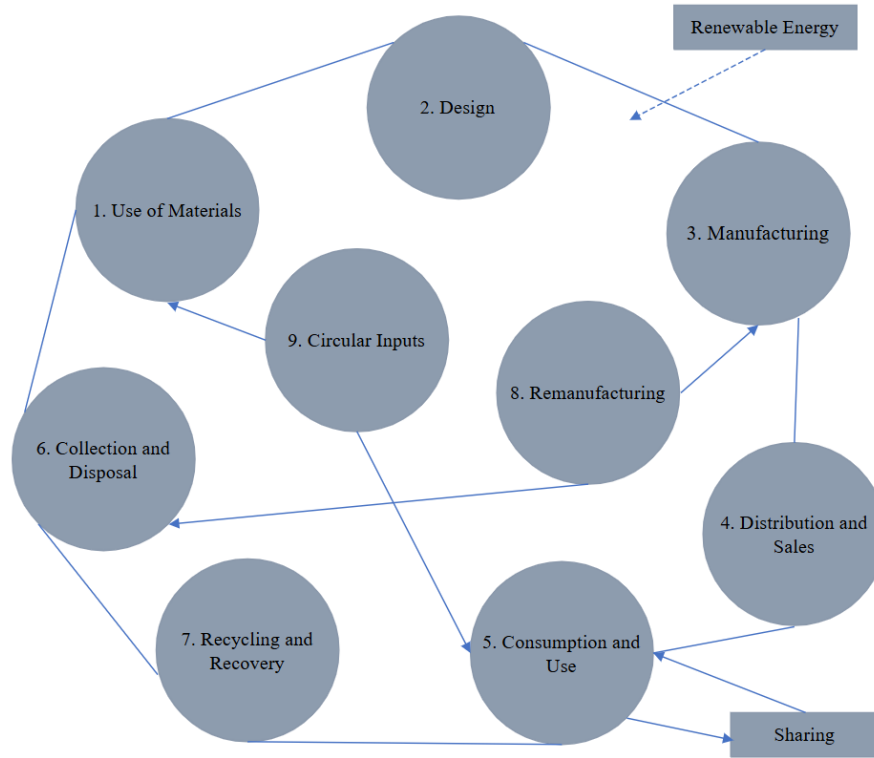 Renewable Energy
2. Design
1. Use of Materials
3. Manufacturing
9. Circular Inputs
8. Remanufacturing
6. Collection and
Disposal
4. Distribution and
Sales
7. Recycling and
Recovery
5. Consumption and
Use
Sharing